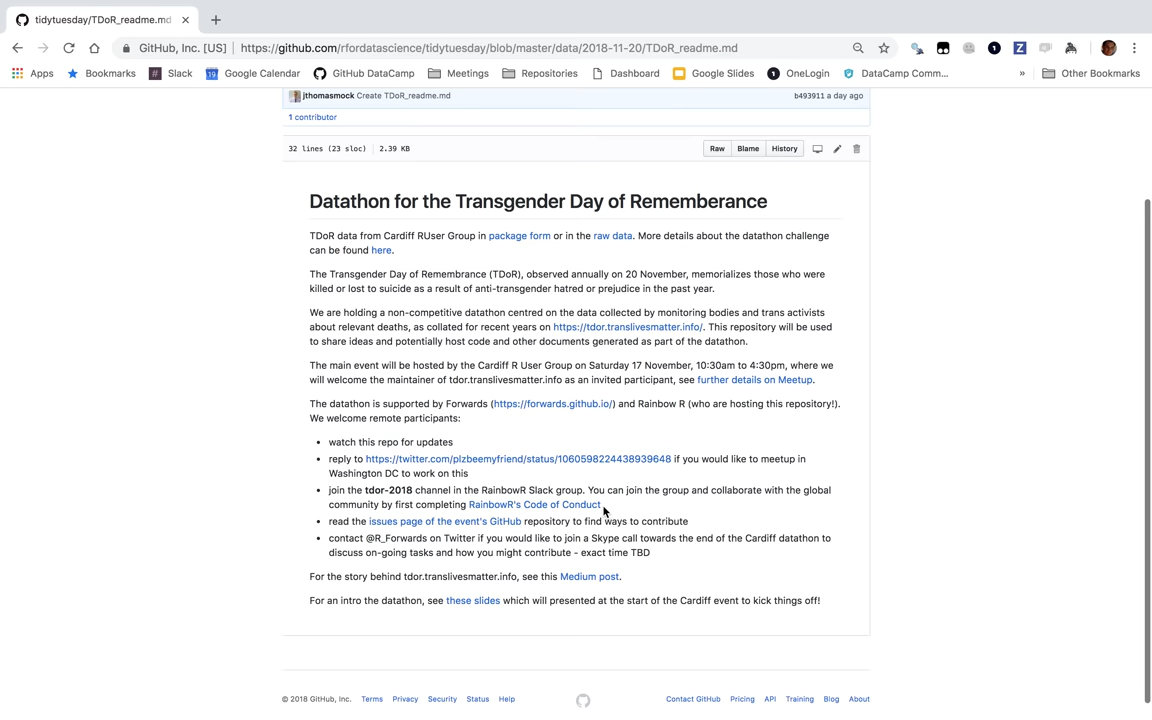 tidytuesday/TDoR_readme.md
GitHub, Inc. [US] https://github.com/rfordatascience/tidytuesday/blob/master/data/2018-11-20/TDoR_readme.md
Apps Bookmarks Slack Google Calendar GitHub DataCamp Meetings Repositories Dashboard Google Slides OneLogin DataCamp Comm... » Other Bookmarks
jthomasmock Create TDoR_readme.md b493911 a day ago
1 contributor
32 lines (23 sloc) 2.39 KB Raw Blame History
Datathon for the Transgender Day of Rememberance
TDoR data from Cardiff RUser Group in package form or in the raw data. More details about the datathon challenge
can be found here.
The Transgender Day of Remembrance (TDoR), observed annually on 20 November, memorializes those who were
killed or lost to suicide as a result of anti-transgender hatred or prejudice in the past year.
We are holding a non-competitive datathon centred on the data collected by monitoring bodies and trans activists
about relevant deaths, as collated for recent years on https://tdor.translivesmatter.info/. This repository will be used
to share ideas and potentially host code and other documents generated as part of the datathon.
The main event will be hosted by the Cardiff R User Group on Saturday 17 November, 10:30am to 4:30pm, where we
will welcome the maintainer of tdor.translivesmatter.info as an invited participant, see further details on Meetup.
The datathon is supported by Forwards (https://forwards.github.io/) and Rainbow R (who are hosting this repository!).
We welcome remote participants:
• watch this repo for updates
• reply to https://twitter.com/plzbeemyfriend/status/1060598224438939648 if you would like to meetup in
Washington DC to work on this
• join the tdor-2018 channel in the RainbowR Slack group. You can join the group and collaborate with the global
community by first completing RainbowR's Code of Conduct
• read the issues page of the event's GitHub repository to find ways to contribute
• contact @R_Forwards on Twitter if you would like to join a Skype call towards the end of the Cardiff datathon to
discuss on-going tasks and how you might contribute - exact time TBD
For the story behind tdor.translivesmatter.info, see this Medium post.
For an intro the datathon, see these slides which will presented at the start of the Cardiff event to kick things off!
© 2018 GitHub, Inc. Terms Privacy Security Status Help Contact GitHub Pricing API Training Blog About